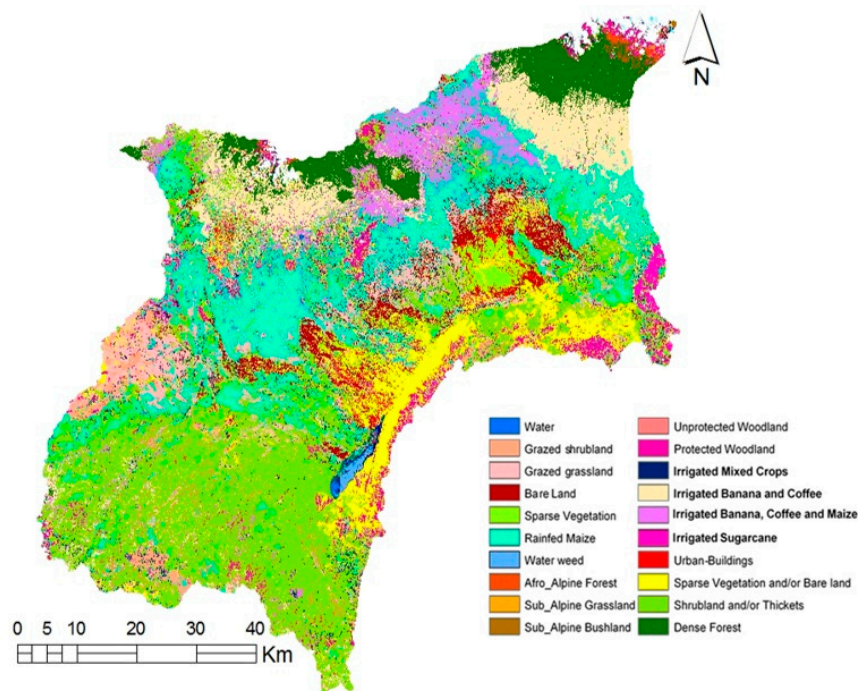 N
Water
Grazed shrubland
Grazed grassland
Bare Land
Sparse Vegetation
Rainfed Maize
Water weed
Afro_Alpine Forest
Sub_Alpine Grassland
Sub_Alpine Bushland
Unprotected Woodland
Protected Woodland
Irrigated Mixed Crops
Irrigated Banana and Coffee
Irrigated Banana, Coffee and Maize
Irrigated Sugarcane
Urban-Buildings
Sparse Vegetation and/or Bare land
Shrubland and/or Thickets
Dense Forest
0 5 10 20 30 40
Km